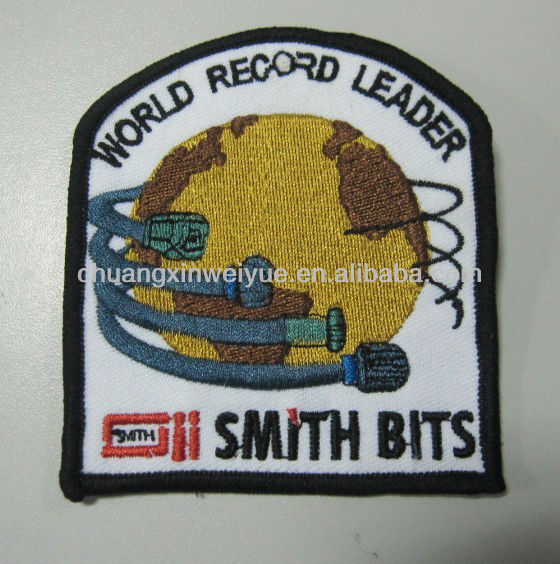 WORLD RECORD LEADER
chuangxinweiyue.en.alibaba.com
SMITH
SMITH BITS